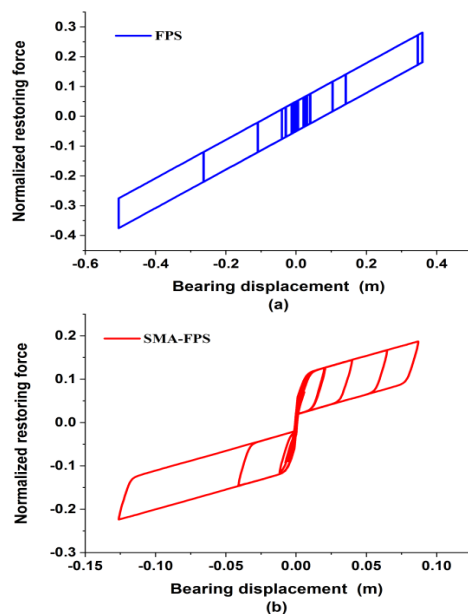 FPS
0.3
0.2
0.1
0.0
-0.1
-0.2
-0.3
-0.4
Normalized restoring force
-0.6 -0.4 -0.2 0.0 0.2 0.4
Bearing displacement (m)
(a)
SMA-FPS
0.2
0.1
0.0
-0.1
-0.2
-0.3
Normalized restoring force
-0.15 -0.10 -0.05 0.00 0.05 0.10
Bearing displacement (m)
(b)